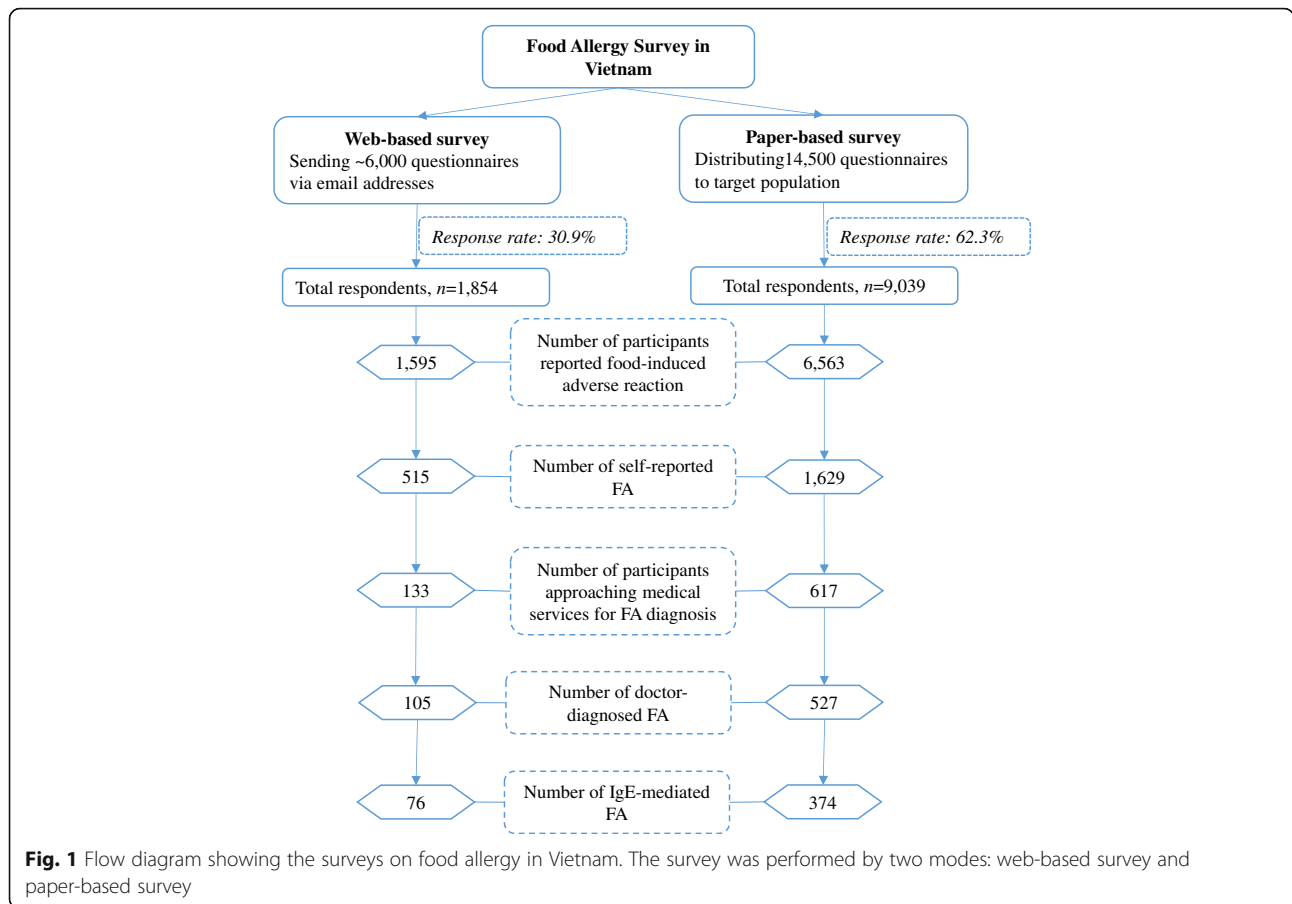 Food Allergy Survey in
Vietnam
Web-based survey
Sending ~6,000 questionnaires
via email addresses
Paper-based survey
Distributing14,500 questionnaires
to target population
Response rate: 30.9%
Response rate: 62.3%
Total respondents, n=1,854
Total respondents, n=9,039
1,595
Number of participants
reported food-induced
adverse reaction
6,563
515
Number of self-reported
FA
1,629
133
Number of participants
approaching medical
services for FA diagnosis
617
105
Number of doctor-
diagnosed FA
527
76
Number of IgE-mediated
FA
374
Fig. 1 Flow diagram showing the surveys on food allergy in Vietnam. The survey was performed by two modes: web-based survey and
paper-based survey